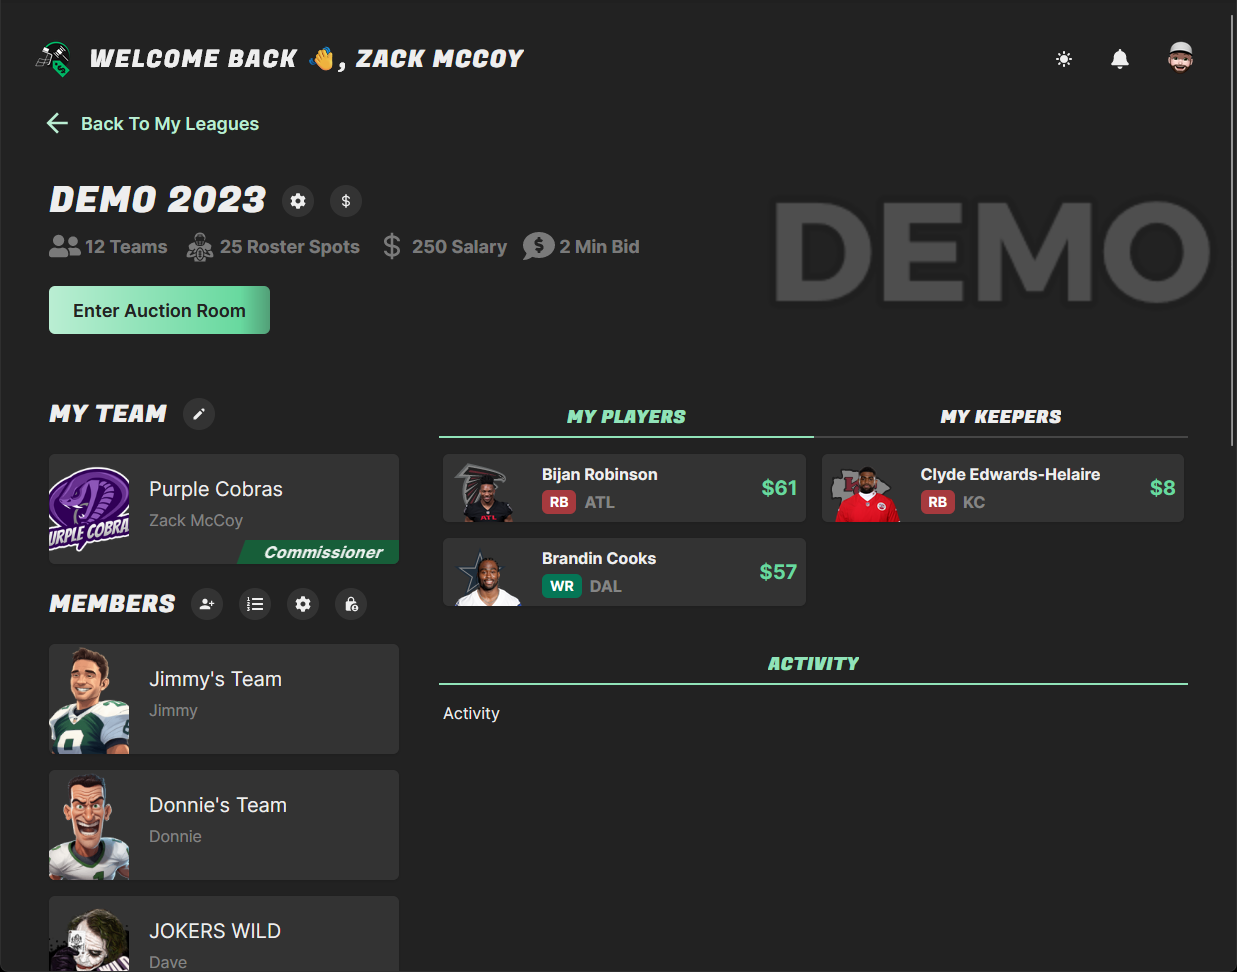 WELCOME BACK 👋, ZACK MCCOY
Back To My Leagues
DEMO 2023
$
12 Teams
25 Roster Spots
$ 250 Salary
$ 2 Min Bid
DEMO
Enter Auction Room
MY TEAM
Purple Cobras
Zack McCoy
Commissioner
PURPLE COBRA
MEMBERS
Jimmy's Team
Jimmy
Donnie's Team
Donnie
JOKERS WILD
Dave
MY PLAYERS
MY KEEPERS
Bijan Robinson
RB ATL
$61
ATL
Brandin Cooks
WR DAL
$57
Clyde Edwards-Helaire
RB KC
$8
ACTIVITY
Activity